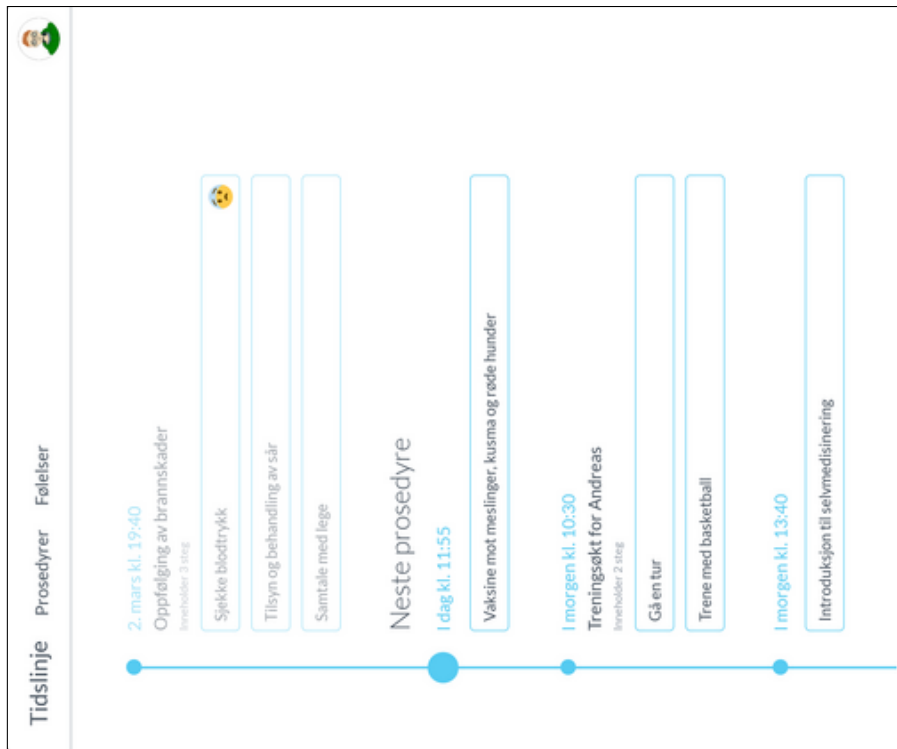 Tidslinje Prosedyrer Følelser
2. mars kl. 19:40
Oppfølging av brannskader
Inneholder 3 steg
Sjekke blodtrykk
Tilsyn og behandling av sår
Samtale med lege
Neste prosedyre
I dag kl. 11:55
Vaksine mot meslinger, kusma og røde hunder
I morgen kl. 10:30
Treningsøkt for Andreas
Inneholder 2 steg
Gå en tur
Trene med basketball
I morgen kl. 13:40
Introduksjon til selvmedisinering